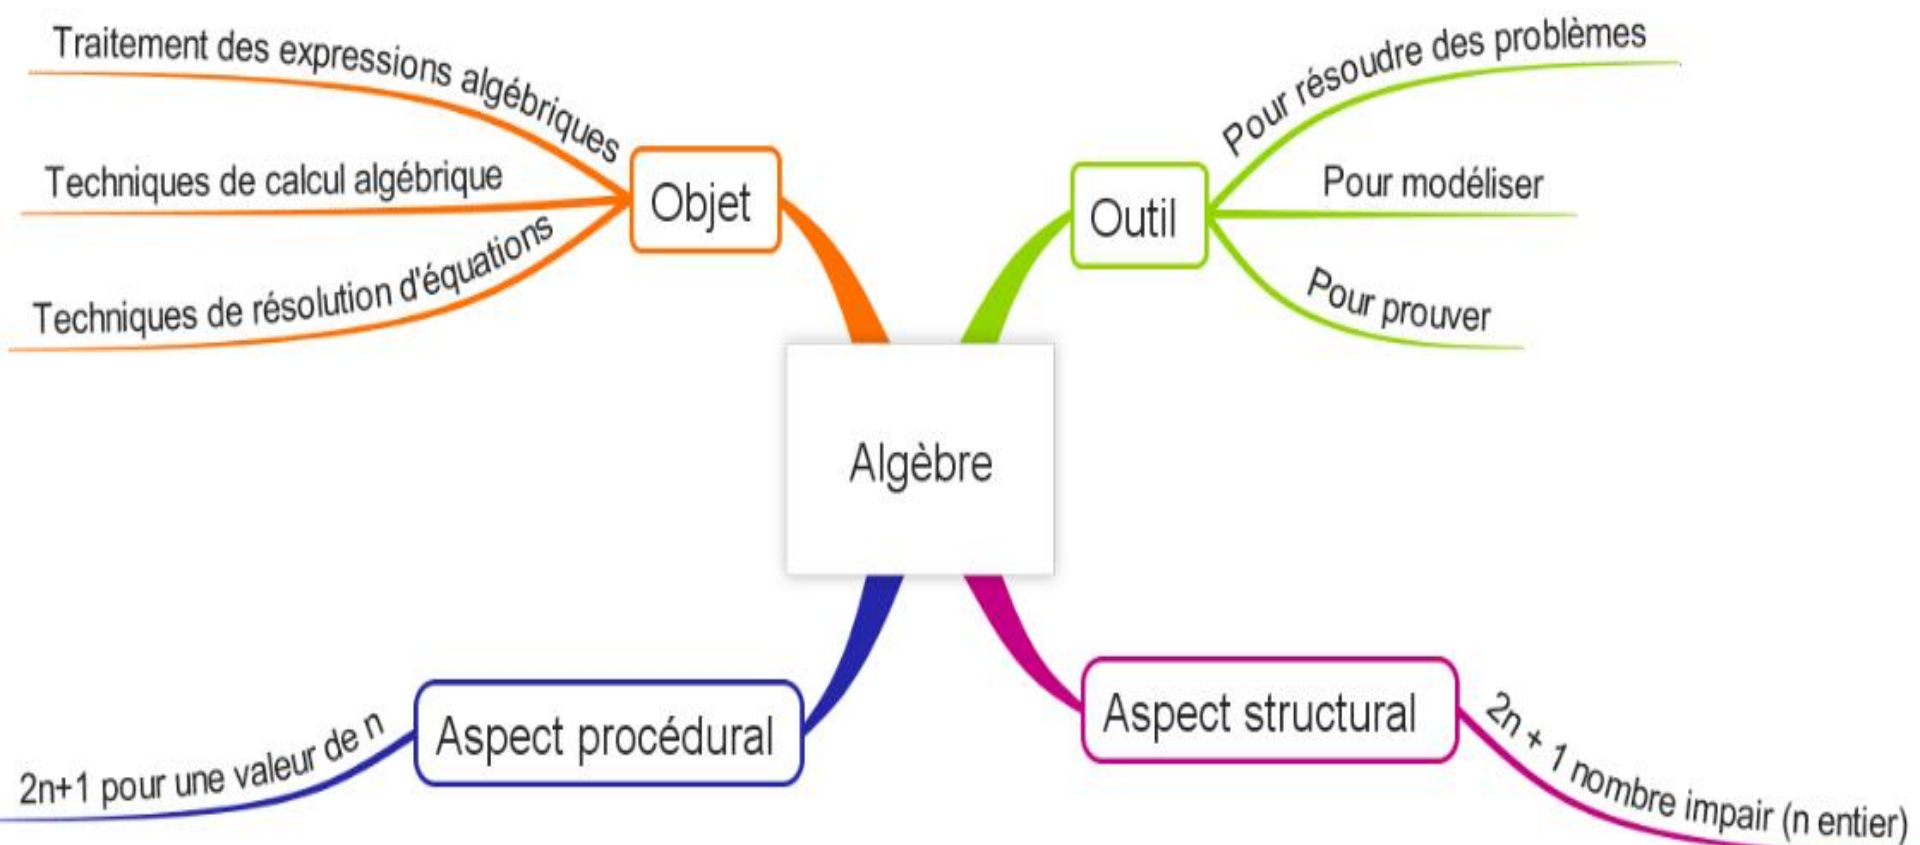 Traitement des expressions algébriques
Techniques de calcul algébrique
Techniques de résolution d'équations
Objet
Outil
Pour résoudre des problèmes
Pour modéliser
Pour prouver
Algèbre
Aspect procédural
2n+1 pour une valeur de n
Aspect structural
2n + 1 nombre impair (n entier)